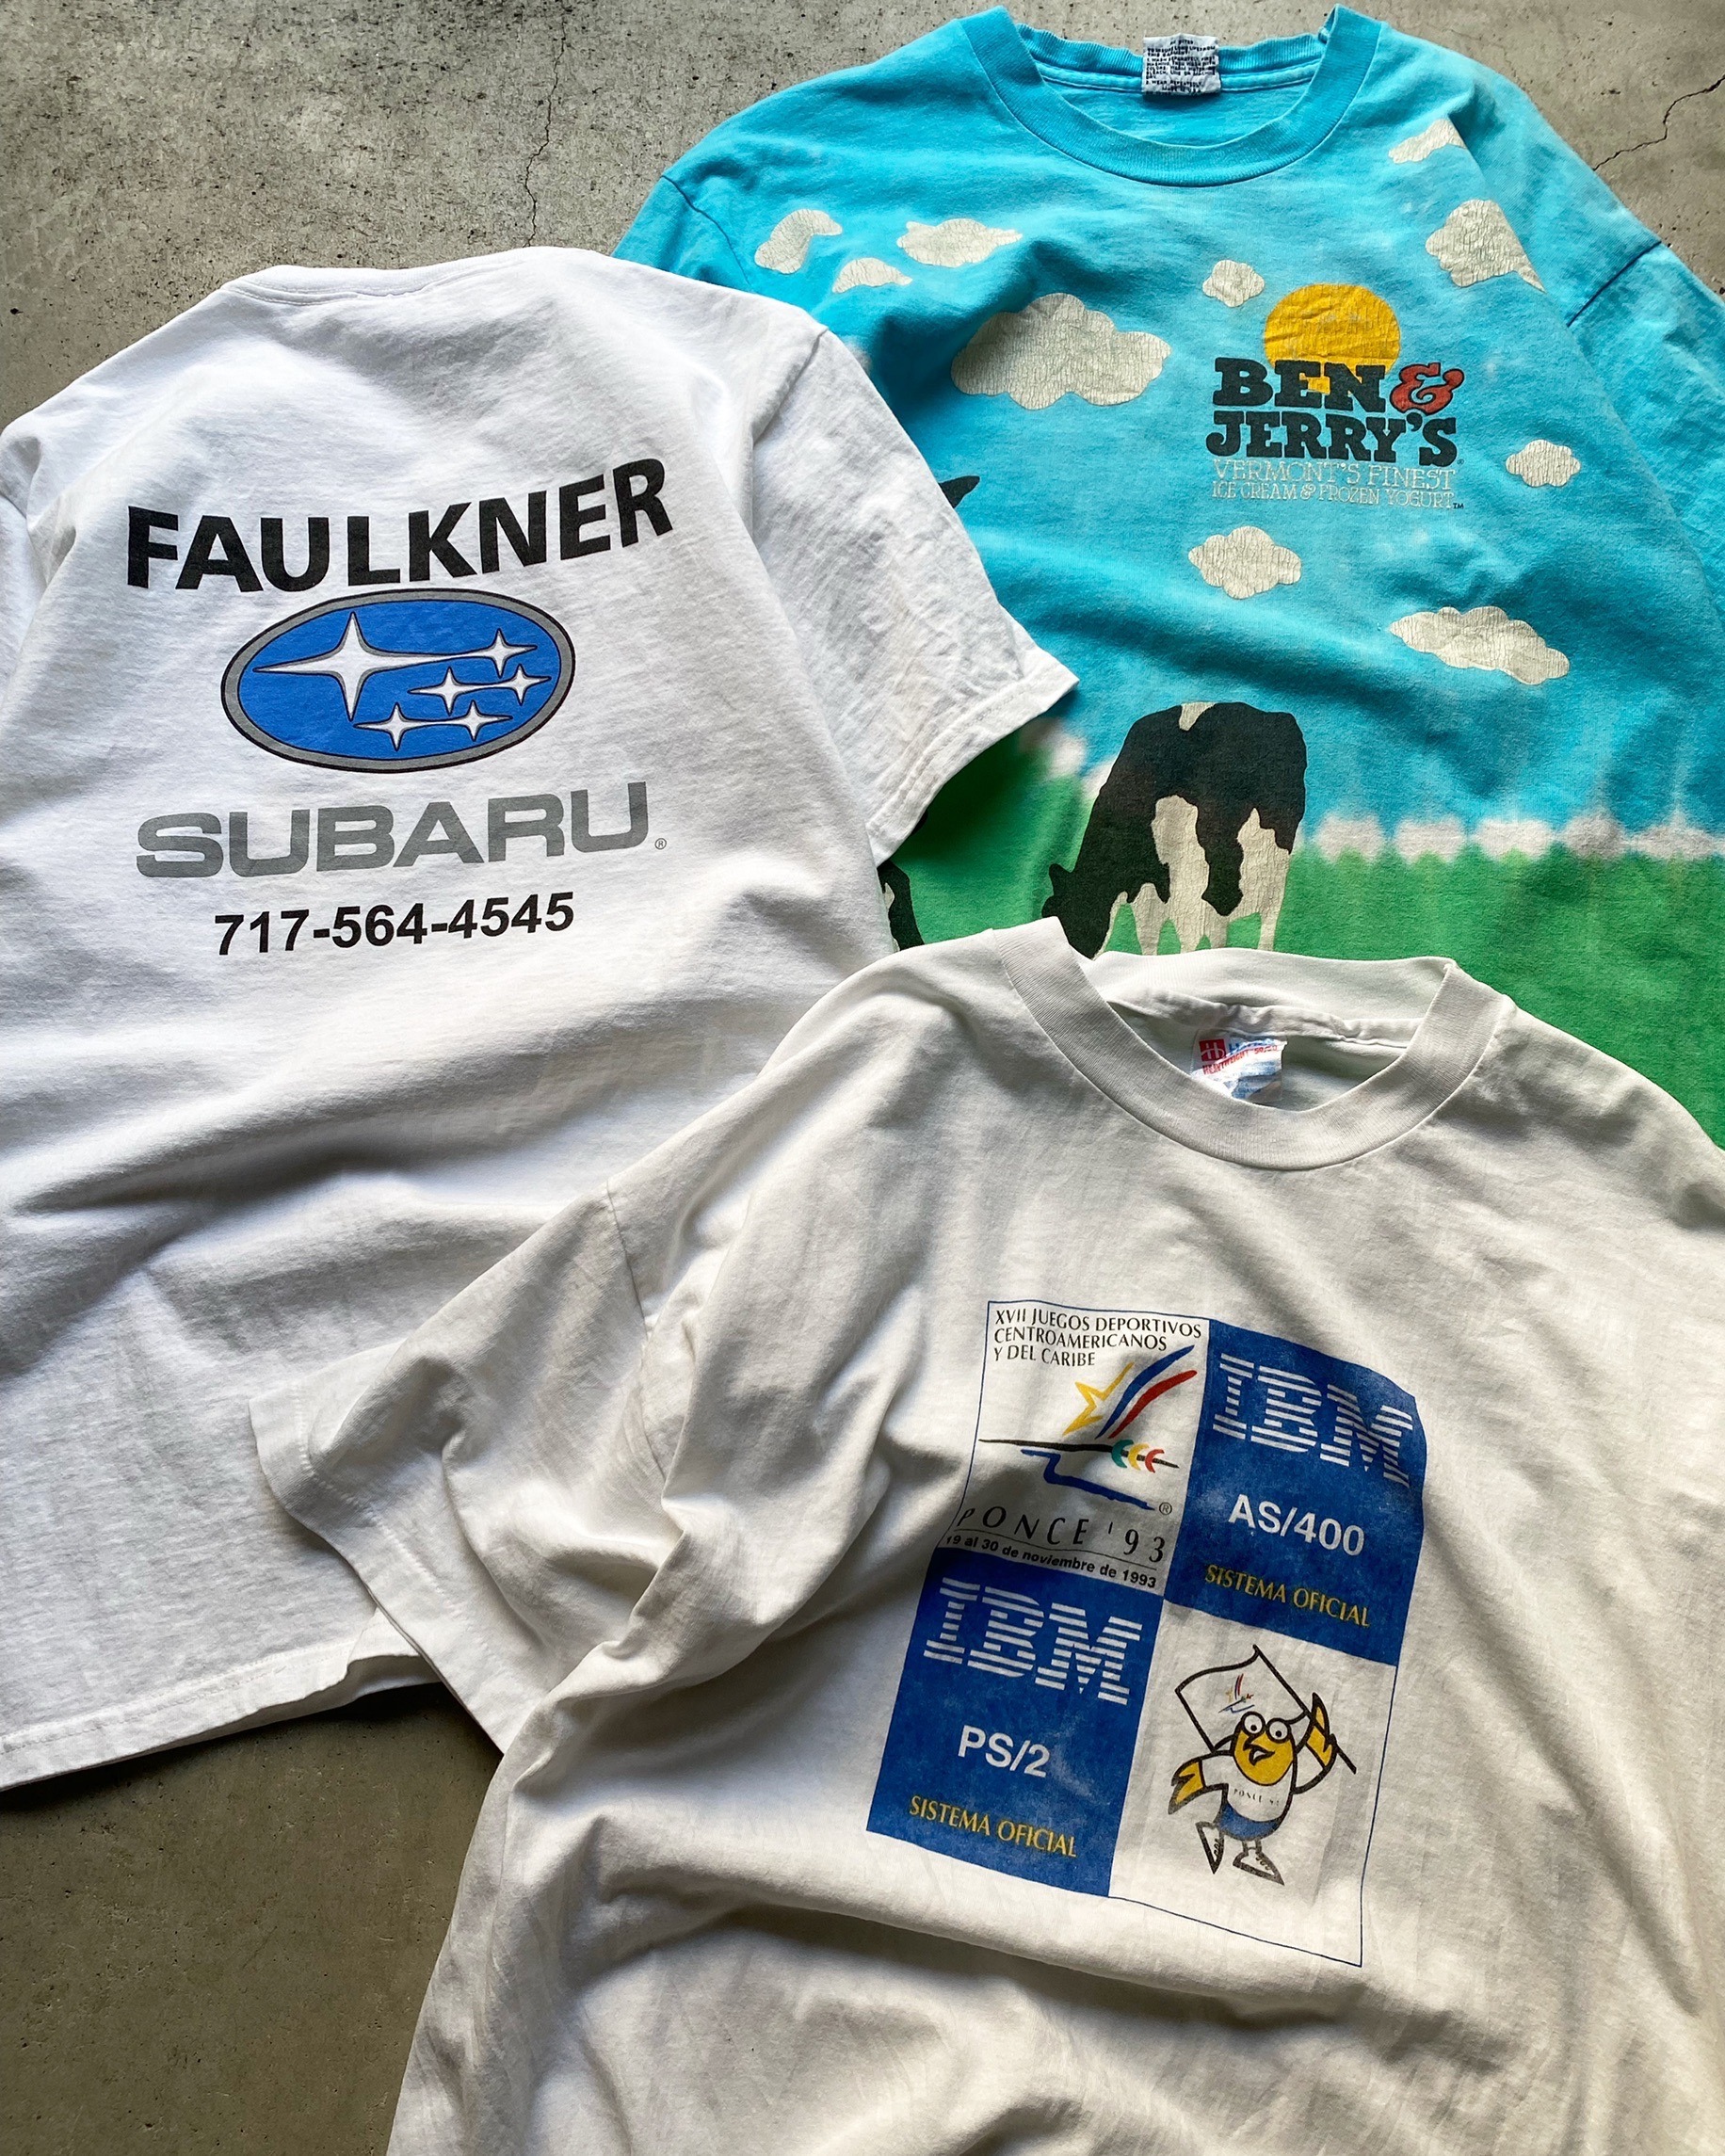 FAULKNER
SUBARU®
717-564-4545
BEN &
JERRY'S®
VERMONT'S FINEST
ICE CREAM & FROZEN YOGURT™
XVII JUEGOS DEPORTIVOS
CENTROAMERICANOS
Y DEL CARIBE
®
PONCE '93
19 al 30 de noviembre de 1993
IBM
AS/400
SISTEMA OFICIAL
IBM
PS/2
SISTEMA OFICIAL